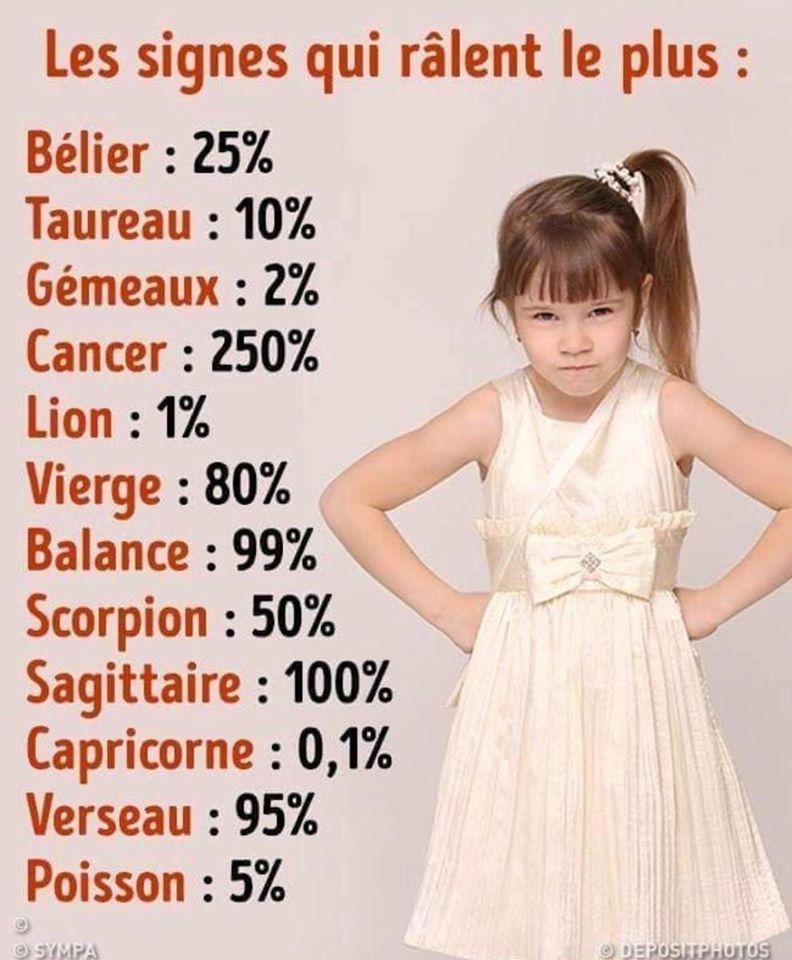 Les signes qui râlent le plus :
Bélier : 25%
Taureau : 10%
Gémeaux : 2%
Cancer : 250%
Lion : 1%
Vierge : 80%
Balance : 99%
Scorpion : 50%
Sagittaire : 100%
Capricorne : 0,1%
Verseau : 95%
Poisson : 5%
©
© SYMPA
© DEPOSITPHOTOS